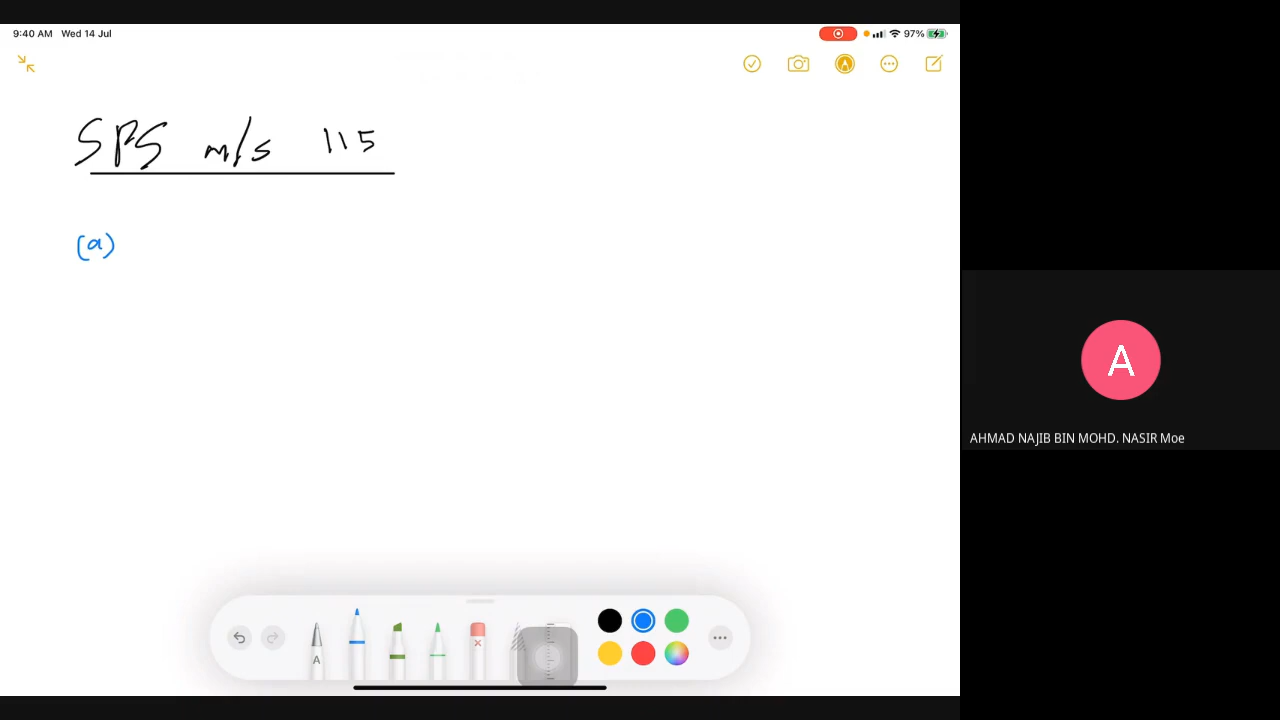 9:40 AM Wed 14 Jul
97%
SPS m/s 115
(a)
A
A
AHMAD NAJIB BIN MOHD. NASIR Moe